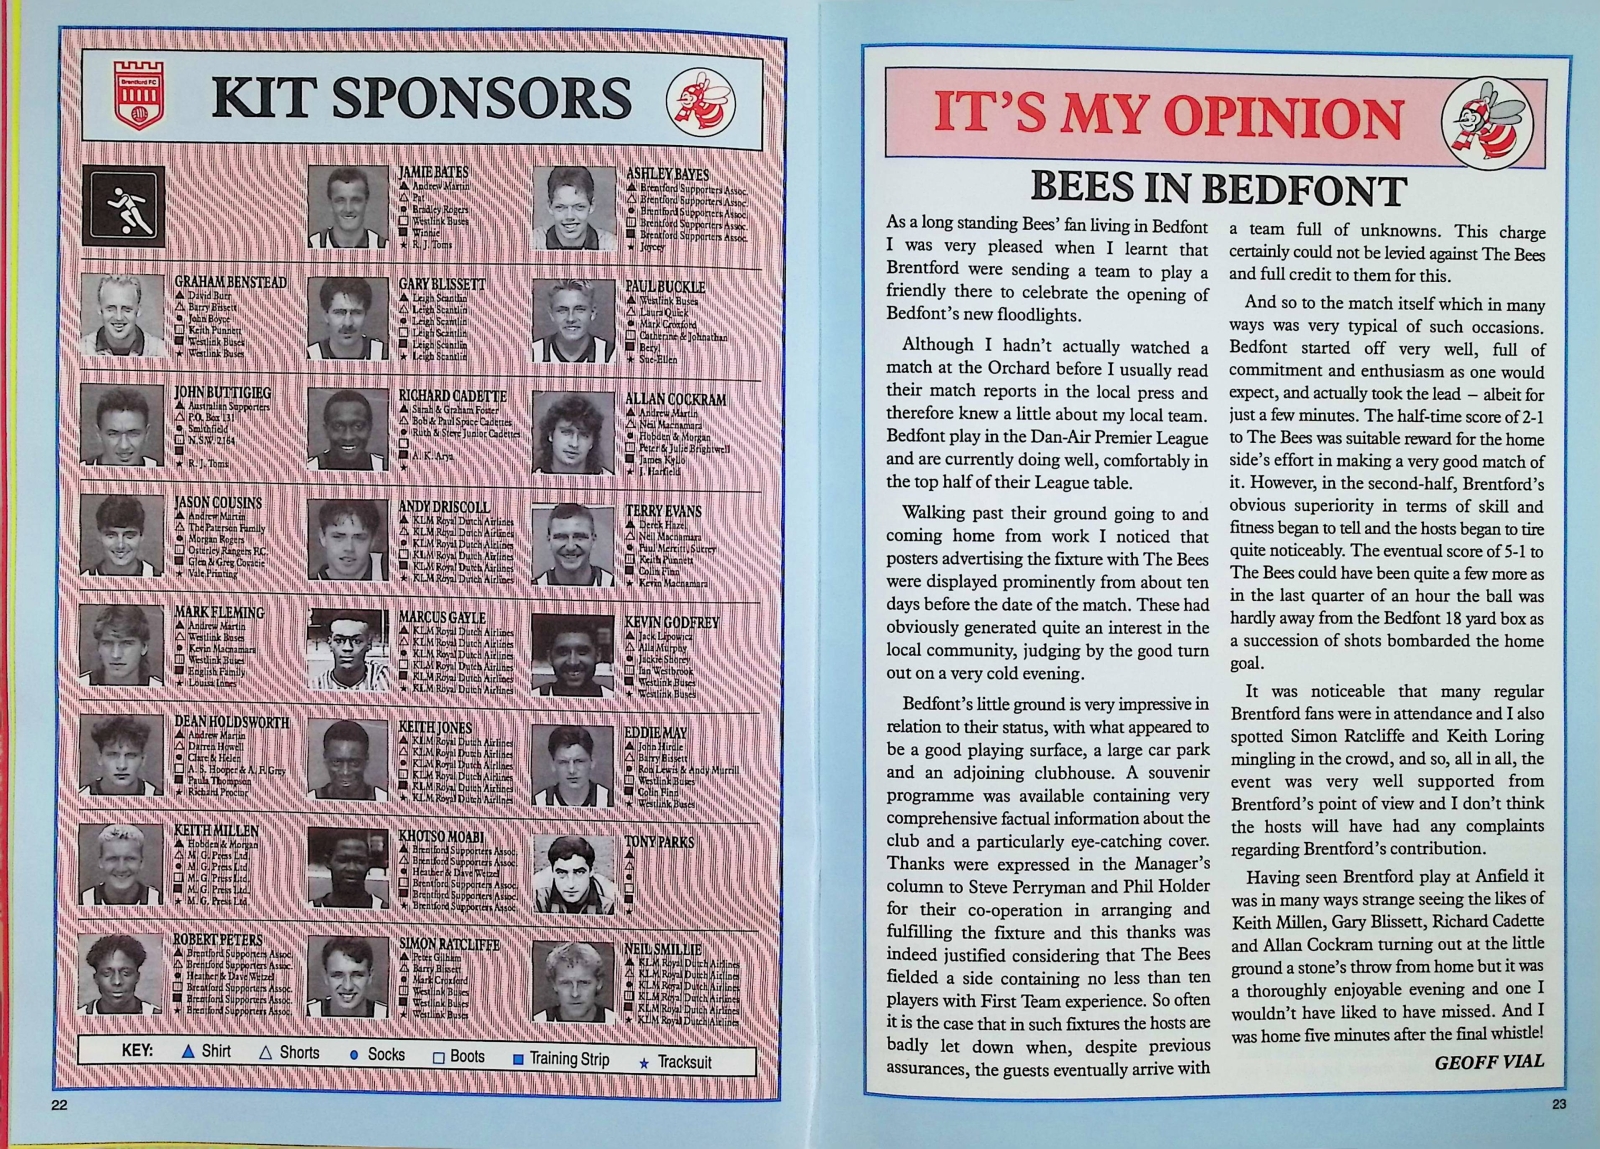 Brentford FC
KIT SPONSORS
JAMIE BATES
▲ Andrew Martin
△ Pat
● Bradley Rogers
□ Westlink Buses
■ Winnie
★ R. J. Toms
ASHLEY BAYES
▲ Brentford Supporters Assoc.
△ Brentford Supporters Assoc.
● Brentford Supporters Assoc.
□ Brentford Supporters Assoc.
■ Brentford Supporters Assoc.
★ Joycey
GRAHAM BENSTEAD
▲ David Burr
△ Barry Blissett
● John Boyce
□ Keith Punnett
■ Westlink Buses
★ Westlink Buses
GARY BLISSETT
▲ Leigh Scantlin
△ Leigh Scantlin
● Leigh Scantlin
□ Leigh Scantlin
■ Leigh Scantlin
★ Leigh Scantlin
PAUL BUCKLE
▲ Westlink Buses
△ Laura Quick
● Mark Croxford
□ Catherine & Johnathan
■ Beryl
★ Sue-Ellen
JOHN BUTTIGIEG
▲ Australian Supporters
△ P.O. Box 131
● Smithfield
□ N.S.W. 2164
■
★ R. J. Toms
RICHARD CADETTE
▲ Sarah & Graham Foster
△ Bob & Paul Space Cadettes
● Ruth & Steve Junior Cadettes
□
■ A. K. Arya
★
ALLAN COCKRAM
▲ Andrew Martin
△ Neil Macnamara
● Hobden & Morgan
□ Peter & Julie Brightwell
■ James Kyllo
★ J. Harfield
JASON COUSINS
▲ Andrew Martin
△ The Paterson Family
● Morgan Rogers
□ Osterley Rangers F.C.
■ Glen & Greg Covacic
★ Vale Printing
ANDY DRISCOLL
▲ KLM Royal Dutch Airlines
△ KLM Royal Dutch Airlines
● KLM Royal Dutch Airlines
□ KLM Royal Dutch Airlines
■ KLM Royal Dutch Airlines
★ KLM Royal Dutch Airlines
TERRY EVANS
▲ Derek Hazel
△ Neil Macnamara
● Paul Merritt, Surrey
□ Keith Punnett
■ Colin Finn
★ Kevin Macnamara
MARK FLEMING
▲ Andrew Martin
△ Westlink Buses
● Kevin Macnamara
□ Westlink Buses
■ English Family
★ Louisa Innes
MARCUS GAYLE
▲ KLM Royal Dutch Airlines
△ KLM Royal Dutch Airlines
● KLM Royal Dutch Airlines
□ KLM Royal Dutch Airlines
■ KLM Royal Dutch Airlines
★ KLM Royal Dutch Airlines
KEVIN GODFREY
▲ Jack Lipowicz
△ Alla Murphy
● Jackie Shorey
□ Ian Westbrook
■ Westlink Buses
★ Westlink Buses
DEAN HOLDSWORTH
▲ Andrew Martin
△ Darren Howell
● Clare & Helen
□ A. S. Hooper & A. F. Grey
■ Paula Thompson
★ Richard Proctor
KEITH JONES
▲ KLM Royal Dutch Airlines
△ KLM Royal Dutch Airlines
● KLM Royal Dutch Airlines
□ KLM Royal Dutch Airlines
■ KLM Royal Dutch Airlines
★ KLM Royal Dutch Airlines
EDDIE MAY
▲ John Hirdle
△ Barry Blissett
● Ron Lewis & Andy Murrill
□ Westlink Buses
■ Colin Finn
★ Westlink Buses
KEITH MILLEN
▲ Hobden & Morgan
△ M. G. Press Ltd.
● M. G. Press Ltd.
□ M. G. Press Ltd.
■ M. G. Press Ltd.
★ M. G. Press Ltd.
KHOTSO MOABI
▲ Brentford Supporters Assoc.
△ Brentford Supporters Assoc.
● Heather & Dave Wetzel
□ Brentford Supporters Assoc.
■ Brentford Supporters Assoc.
★ Brentford Supporters Assoc.
TONY PARKS
▲
△
●
□
■
★
ROBERT PETERS
▲ Brentford Supporters Assoc.
△ Brentford Supporters Assoc.
● Heather & Dave Wetzel
□ Brentford Supporters Assoc.
■ Brentford Supporters Assoc.
★ Brentford Supporters Assoc.
SIMON RATCLIFFE
▲ Peter Gilham
△ Barry Blissett
● Mark Croxford
□ Westlink Buses
■ Westlink Buses
★ Westlink Buses
NEIL SMILLIE
▲ KLM Royal Dutch Airlines
△ KLM Royal Dutch Airlines
● KLM Royal Dutch Airlines
□ KLM Royal Dutch Airlines
■ KLM Royal Dutch Airlines
★ KLM Royal Dutch Airlines
KEY: ▲ Shirt △ Shorts ● Socks □ Boots ■ Training Strip ★ Tracksuit
22
IT'S MY OPINION
BEES IN BEDFONT
As a long standing Bees' fan living in Bedfont
I was very pleased when I learnt that
Brentford were sending a team to play a
friendly there to celebrate the opening of
Bedfont's new floodlights.
Although I hadn't actually watched a
match at the Orchard before I usually read
their match reports in the local press and
therefore knew a little about my local team.
Bedfont play in the Dan-Air Premier League
and are currently doing well, comfortably in
the top half of their League table.
Walking past their ground going to and
coming home from work I noticed that
posters advertising the fixture with The Bees
were displayed prominently from about ten
days before the date of the match. These had
obviously generated quite an interest in the
local community, judging by the good turn
out on a very cold evening.
Bedfont's little ground is very impressive in
relation to their status, with what appeared to
be a good playing surface, a large car park
and an adjoining clubhouse. A souvenir
programme was available containing very
comprehensive factual information about the
club and a particularly eye-catching cover.
Thanks were expressed in the Manager's
column to Steve Perryman and Phil Holder
for their co-operation in arranging and
fulfilling the fixture and this thanks was
indeed justified considering that The Bees
fielded a side containing no less than ten
players with First Team experience. So often
it is the case that in such fixtures the hosts are
badly let down when, despite previous
assurances, the guests eventually arrive with
a team full of unknowns. This charge
certainly could not be levied against The Bees
and full credit to them for this.
And so to the match itself which in many
ways was very typical of such occasions.
Bedfont started off very well, full of
commitment and enthusiasm as one would
expect, and actually took the lead – albeit for
just a few minutes. The half-time score of 2-1
to The Bees was suitable reward for the home
side's effort in making a very good match of
it. However, in the second-half, Brentford's
obvious superiority in terms of skill and
fitness began to tell and the hosts began to tire
quite noticeably. The eventual score of 5-1 to
The Bees could have been quite a few more as
in the last quarter of an hour the ball was
hardly away from the Bedfont 18 yard box as
a succession of shots bombarded the home
goal.
It was noticeable that many regular
Brentford fans were in attendance and I also
spotted Simon Ratcliffe and Keith Loring
mingling in the crowd, and so, all in all, the
event was very well supported from
Brentford's point of view and I don't think
the hosts will have had any complaints
regarding Brentford's contribution.
Having seen Brentford play at Anfield it
was in many ways strange seeing the likes of
Keith Millen, Gary Blissett, Richard Cadette
and Allan Cockram turning out at the little
ground a stone's throw from home but it was
a thoroughly enjoyable evening and one I
wouldn't have liked to have missed. And I
was home five minutes after the final whistle!
GEOFF VIAL
23